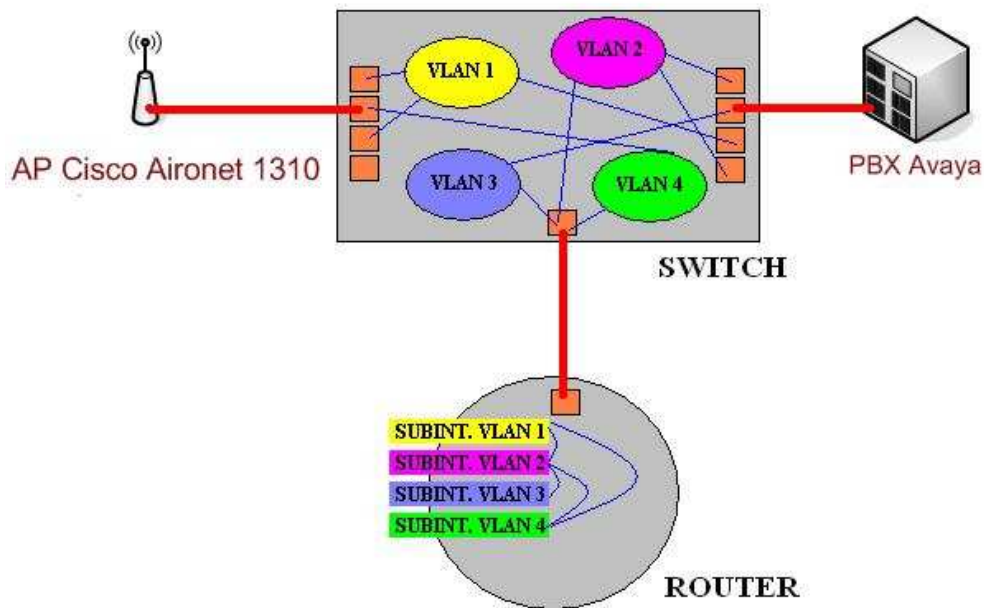 VLAN 1
VLAN 2
AP Cisco Aironet 1310
VLAN 3
VLAN 4
PBX Avaya
SWITCH
SUBINT. VLAN 1
SUBINT. VLAN 2
SUBINT. VLAN 3
SUBINT. VLAN 4
ROUTER